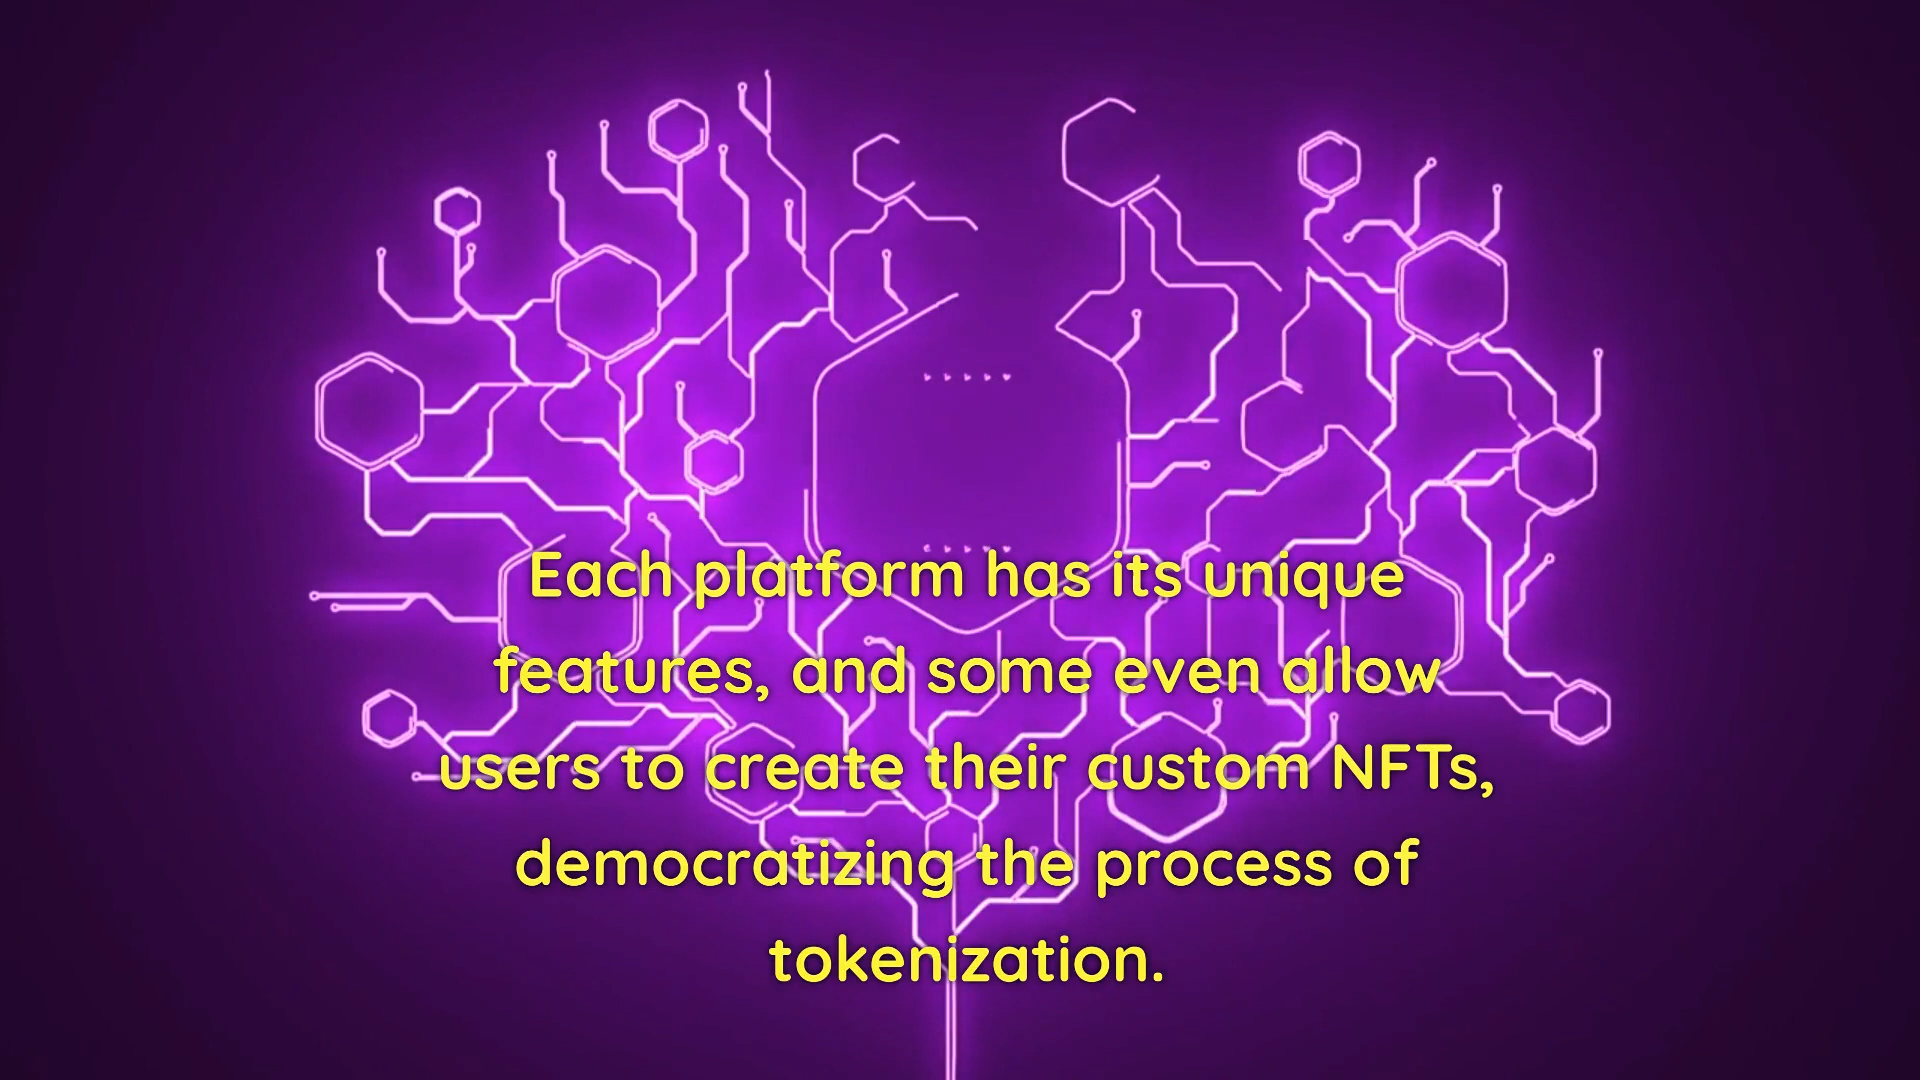 Each platform has its unique
features, and some even allow
users to create their custom NFTs,
democratizing the process of
tokenization.